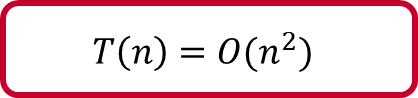 T(n) = O(n²)